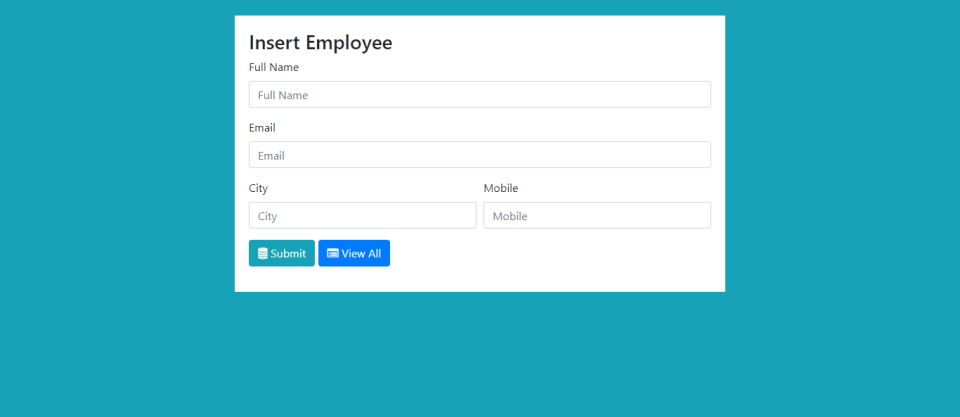 Insert Employee
Full Name
Full Name
Email
Email
City Mobile
City Mobile
Submit View All